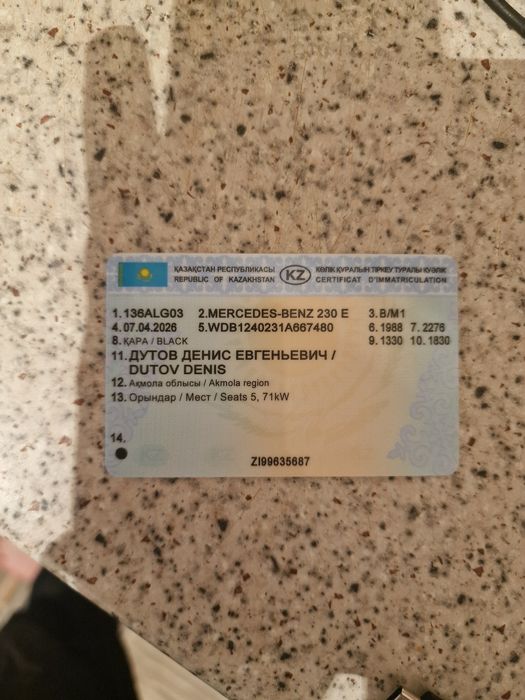 ҚАЗАҚСТАН РЕСПУБЛИКАСЫ
REPUBLIC OF KAZAKHSTAN
KZ
КӨЛІК ҚҰРАЛЫН ТІРКЕУ ТУРАЛЫ КУӘЛІК
CERTIFICAT D'IMMATRICULATION
1.136ALG03 2.MERCEDES-BENZ 230 E 3.B/M1
4.07.04.2026 5.WDB1240231A667480 6.1988 7.2276
8.ҚАРА / BLACK 9.1330 10.1830
11.ДУТОВ ДЕНИС ЕВГЕНЬЕВИЧ /
DUTOV DENIS
12.Ақмола облысы / Akmola region
13.Орындар / Мест / Seats 5, 71kW
14.
ZI99635687